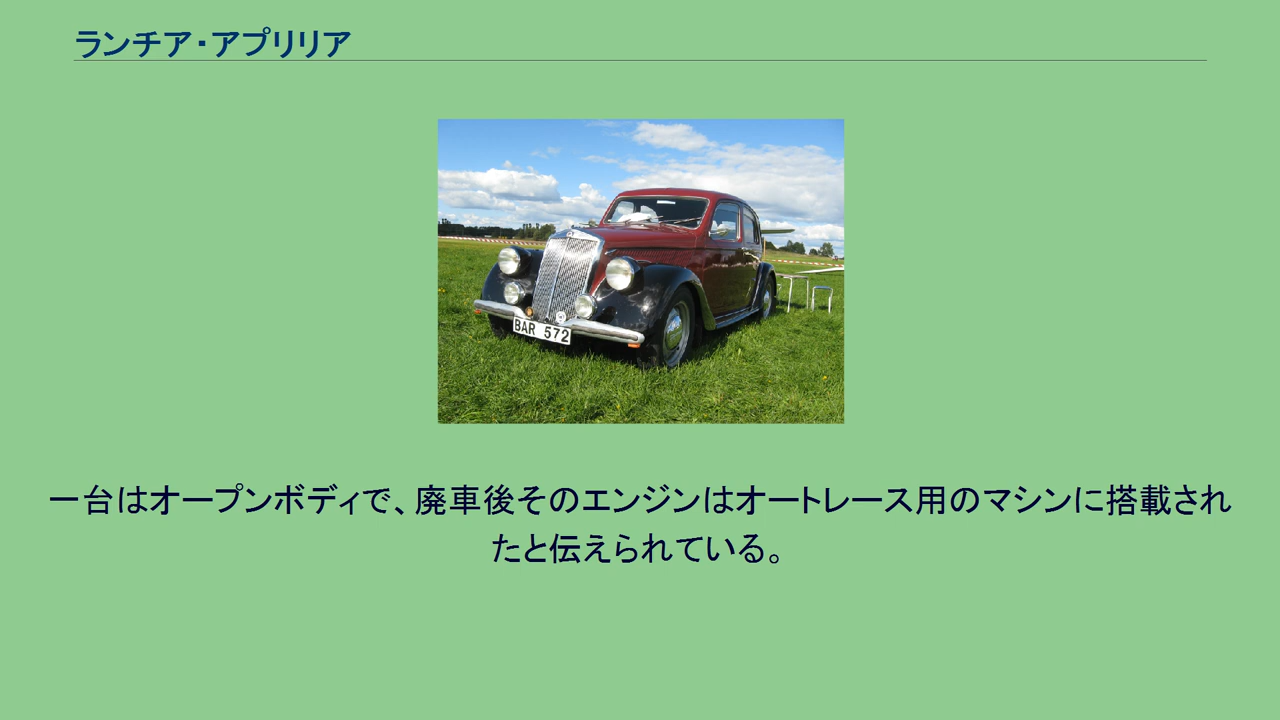 ランチア・アプリリア
BAR 572
一台はオープンボディで、廃車後そのエンジンはオートレース用のマシンに搭載され
たと伝えられている。